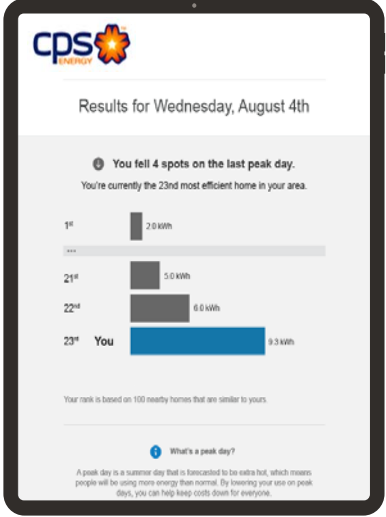 cps
ENERGY
Results for Wednesday, August 4th
You fell 4 spots on the last peak day.
You're currently the 23nd most efficient home in your area.
1st 2.0 kWh
•••
21st 5.0 kWh
22nd 6.0 kWh
23rd You 9.3 kWh
Your rank is based on 100 nearby homes that are similar to yours.
What's a peak day?
A peak day is a summer day that is forecasted to be extra hot, which means
people will be using more energy than normal. By lowering your use on peak
days, you can help keep costs down for everyone.